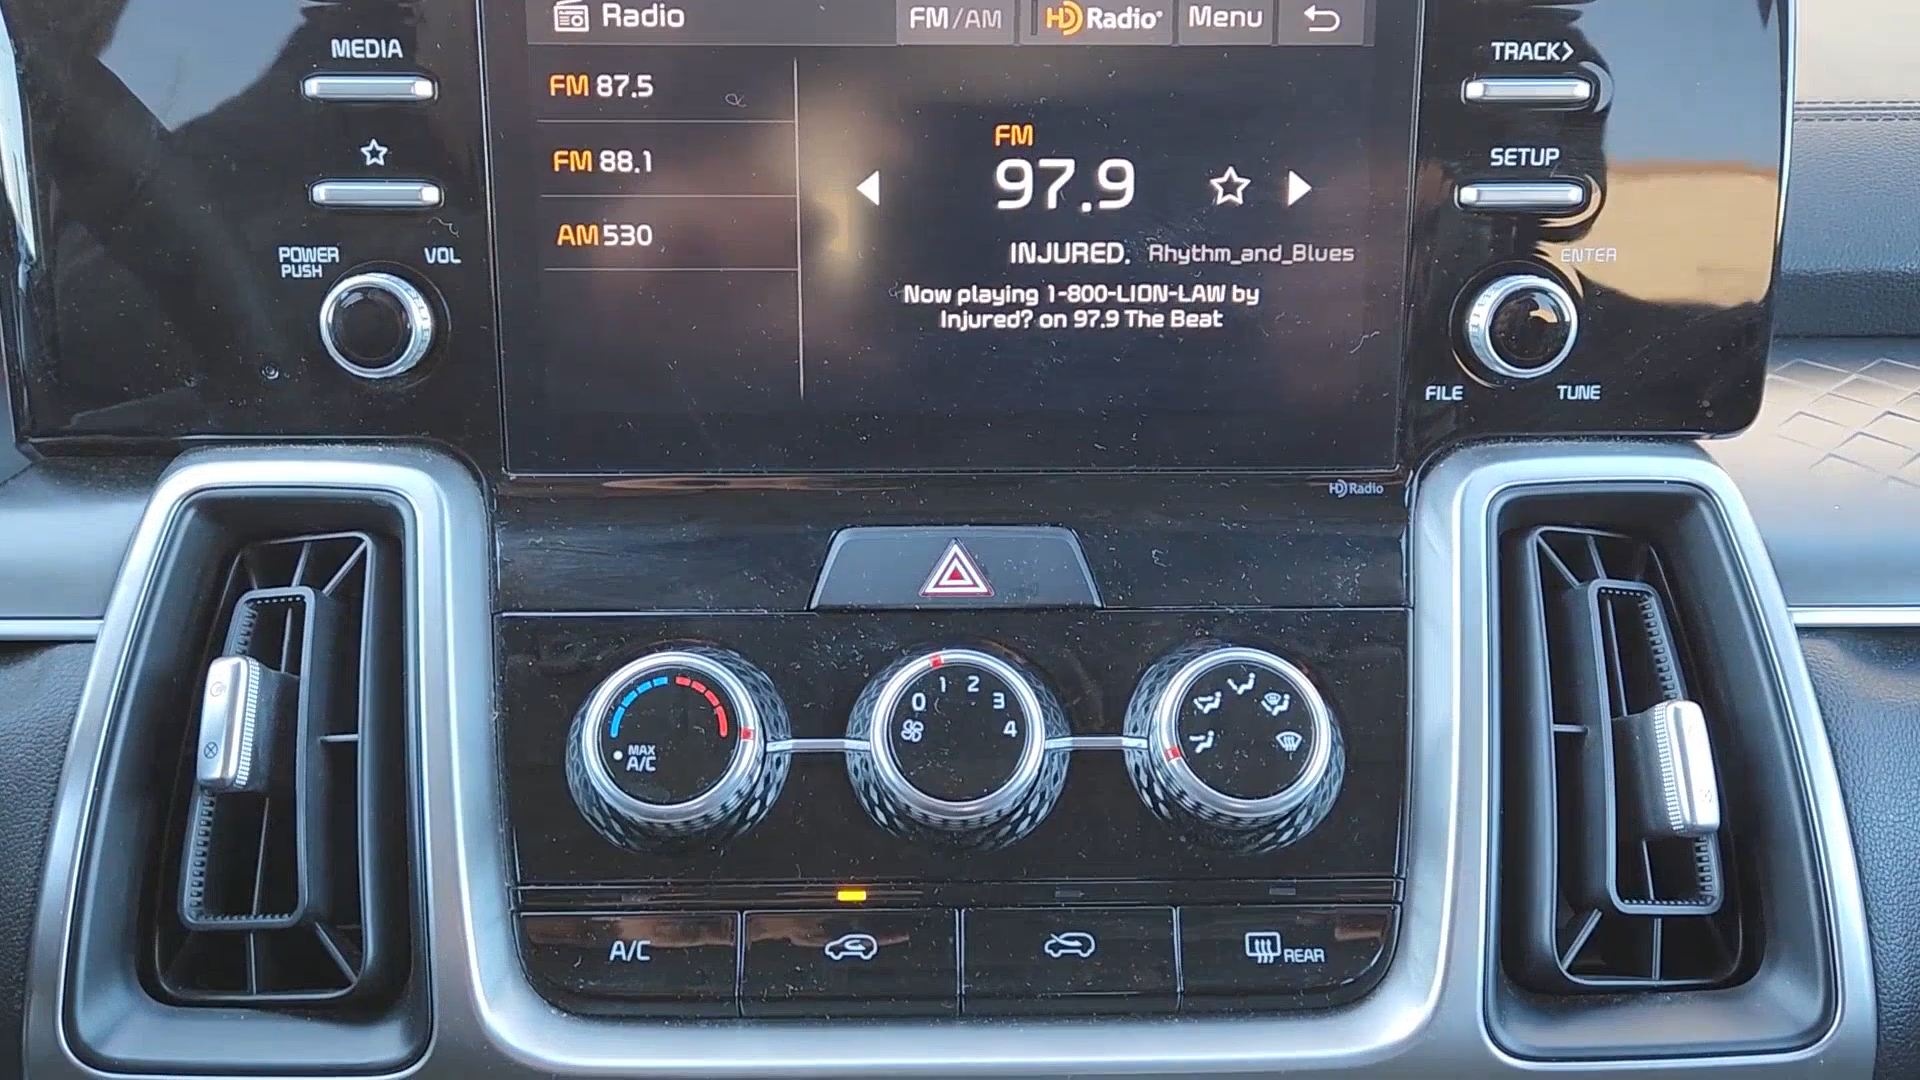 Radio
FM/AM
HD Radio
Menu
MEDIA
FM 87.5
FM 88.1
AM 530
FM
97.9
INJURED. Rhythm_and_Blues
Now playing 1-800-LION-LAW by
Injured? on 97.9 The Beat
POWER
PUSH
VOL
TRACK>
SETUP
ENTER
FILE
TUNE
HD Radio
MAX
A/C
0 1 2 3 4
A/C
REAR